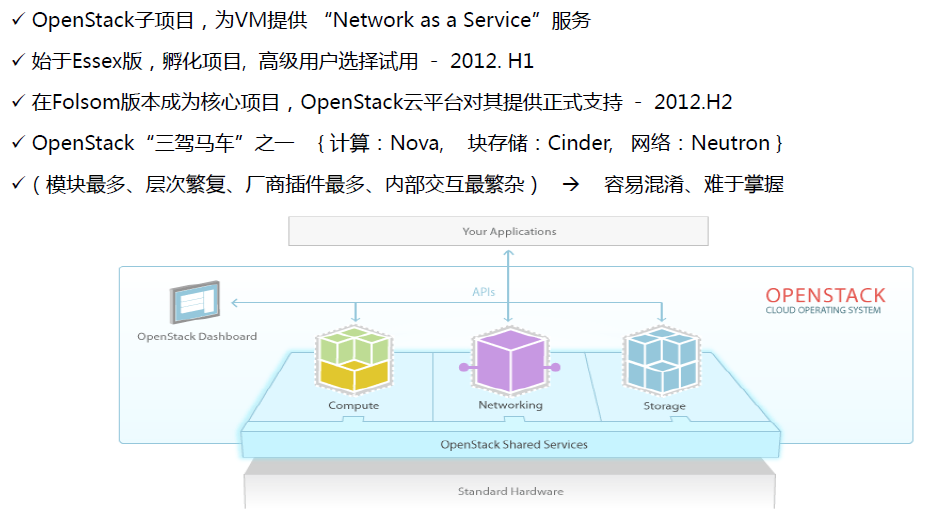 ✓ OpenStack子项目，为VM提供 “Network as a Service”服务
✓ 始于Essex版，孵化项目, 高级用户选择试用 - 2012. H1
✓ 在Folsom版本成为核心项目，OpenStack云平台对其提供正式支持 - 2012.H2
✓ OpenStack“三驾马车”之一 { 计算：Nova, 块存储：Cinder, 网络：Neutron }
✓ ( 模块最多、层次繁复、厂商插件最多、内部交互最繁杂 ) → 容易混淆、难于掌握
Your Applications
APIs
OPENSTACK
CLOUD OPERATING SYSTEM
OpenStack Dashboard
Compute
Networking
Storage
OpenStack Shared Services
Standard Hardware